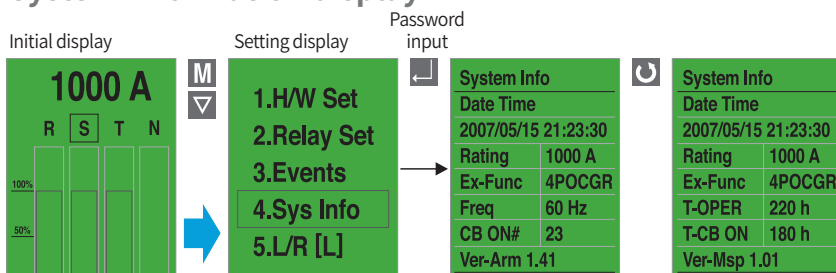 Password
Initial display
Setting display
input
1000 A
M
R S T N
100%
50%
1.H/W Set
2.Relay Set
3.Events
4.Sys Info
5.L/R [L]
System Info
Date Time
2007/05/15 21:23:30
Rating 1000 A
Ex-Func 4POCGR
Freq 60 Hz
CB ON# 23
Ver-Arm 1.41
System Info
Date Time
2007/05/15 21:23:30
Rating 1000 A
Ex-Func 4POCGR
T-OPER 220 h
T-CB ON 180 h
Ver-Msp 1.01